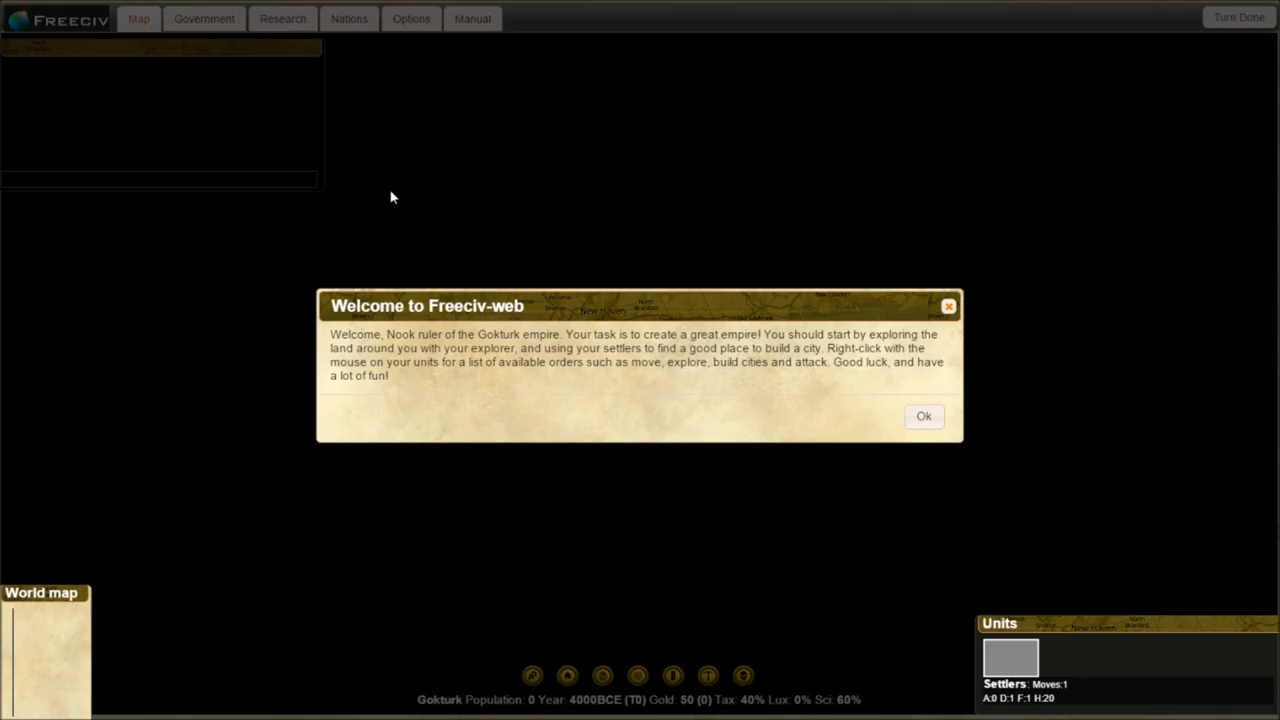 FREECIV Map Government Research Nations Options Manual Turn Done
Welcome to Freeciv-web
Welcome, Nook ruler of the Gokturk empire. Your task is to create a great empire! You should start by exploring the
land around you with your explorer, and using your settlers to find a good place to build a city. Right-click with the
mouse on your units for a list of available orders such as move, explore, build cities and attack. Good luck, and have
a lot of fun!
Ok
World map
Units
Settlers: Moves:1
A:0 D:1 F:1 H:20
Gokturk Population: 0 Year: 4000BCE (T0) Gold: 50 (0) Tax: 40% Lux: 0% Sci: 60%